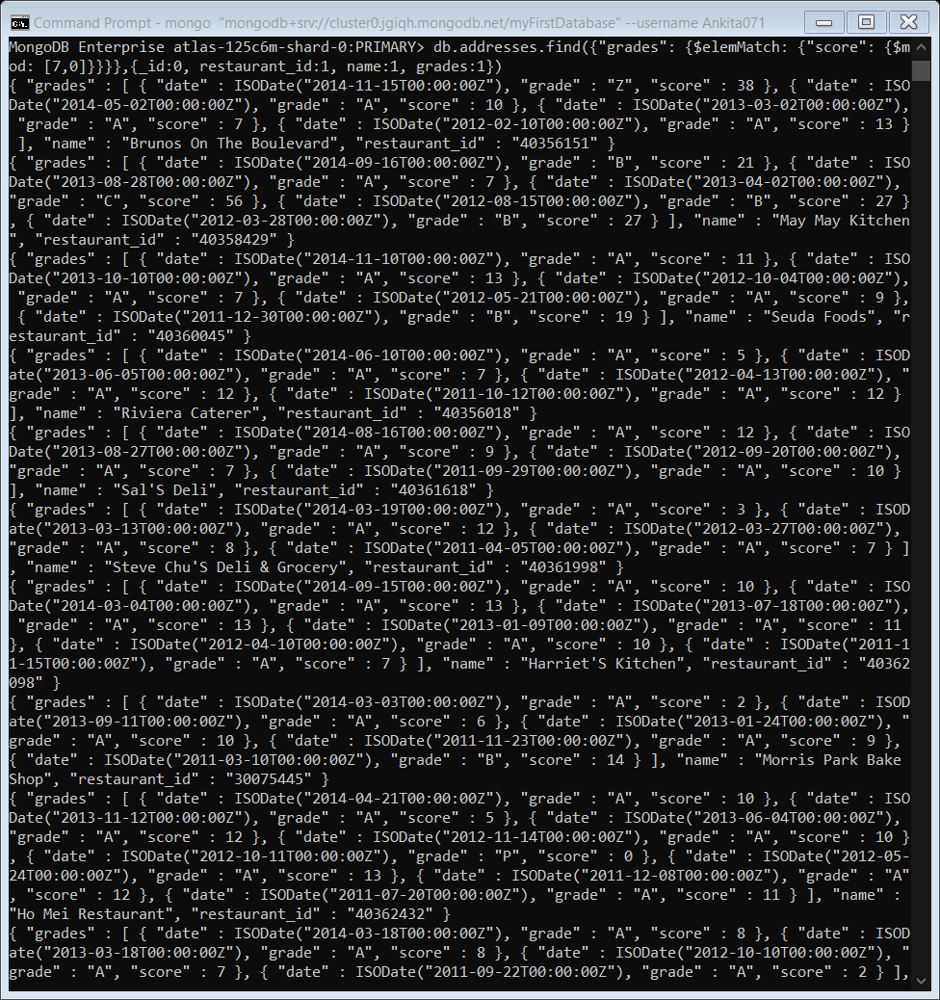 Command Prompt - mongo "mongodb+srv://cluster0.jgiqh.mongodb.net/myFirstDatabase" --username Ankita071
MongoDB Enterprise atlas-125c6m-shard-0:PRIMARY> db.addresses.find({"grades": {$elemMatch: {"score": {$m
od: [7,0]}}}},{_id:0, restaurant_id:1, name:1, grades:1})
{ "grades" : [ { "date" : ISODate("2014-11-15T00:00:00Z"), "grade" : "Z", "score" : 38 }, { "date" : ISO
Date("2014-05-02T00:00:00Z"), "grade" : "A", "score" : 10 }, { "date" : ISODate("2013-03-02T00:00:00Z"),
 "grade" : "A", "score" : 7 }, { "date" : ISODate("2012-02-10T00:00:00Z"), "grade" : "A", "score" : 13 }
 ], "name" : "Brunos On The Boulevard", "restaurant_id" : "40356151" }
{ "grades" : [ { "date" : ISODate("2014-09-16T00:00:00Z"), "grade" : "B", "score" : 21 }, { "date" : ISO
Date("2013-08-28T00:00:00Z"), "grade" : "A", "score" : 7 }, { "date" : ISODate("2013-04-02T00:00:00Z"),
"grade" : "C", "score" : 56 }, { "date" : ISODate("2012-08-15T00:00:00Z"), "grade" : "B", "score" : 27 }
, { "date" : ISODate("2012-03-28T00:00:00Z"), "grade" : "B", "score" : 27 } ], "name" : "May May Kitchen
", "restaurant_id" : "40358429" }
{ "grades" : [ { "date" : ISODate("2014-11-10T00:00:00Z"), "grade" : "A", "score" : 11 }, { "date" : ISO
Date("2013-10-10T00:00:00Z"), "grade" : "A", "score" : 13 }, { "date" : ISODate("2012-10-04T00:00:00Z"),
 "grade" : "A", "score" : 7 }, { "date" : ISODate("2012-05-21T00:00:00Z"), "grade" : "A", "score" : 9 },
 { "date" : ISODate("2011-12-30T00:00:00Z"), "grade" : "B", "score" : 19 } ], "name" : "Seuda Foods", "r
estaurant_id" : "40360045" }
{ "grades" : [ { "date" : ISODate("2014-06-10T00:00:00Z"), "grade" : "A", "score" : 5 }, { "date" : ISOD
ate("2013-06-05T00:00:00Z"), "grade" : "A", "score" : 7 }, { "date" : ISODate("2012-04-13T00:00:00Z"), "
grade" : "A", "score" : 12 }, { "date" : ISODate("2011-10-12T00:00:00Z"), "grade" : "A", "score" : 12 }
], "name" : "Riviera Caterer", "restaurant_id" : "40356018" }
{ "grades" : [ { "date" : ISODate("2014-08-16T00:00:00Z"), "grade" : "A", "score" : 12 }, { "date" : ISO
Date("2013-08-27T00:00:00Z"), "grade" : "A", "score" : 9 }, { "date" : ISODate("2012-09-20T00:00:00Z"),
"grade" : "A", "score" : 7 }, { "date" : ISODate("2011-09-29T00:00:00Z"), "grade" : "A", "score" : 10 }
], "name" : "Sal'S Deli", "restaurant_id" : "40361618" }
{ "grades" : [ { "date" : ISODate("2014-03-19T00:00:00Z"), "grade" : "A", "score" : 3 }, { "date" : ISOD
ate("2013-03-13T00:00:00Z"), "grade" : "A", "score" : 12 }, { "date" : ISODate("2012-03-27T00:00:00Z"),
"grade" : "A", "score" : 8 }, { "date" : ISODate("2011-04-05T00:00:00Z"), "grade" : "A", "score" : 7 } ]
, "name" : "Steve Chu'S Deli & Grocery", "restaurant_id" : "40361998" }
{ "grades" : [ { "date" : ISODate("2014-09-15T00:00:00Z"), "grade" : "A", "score" : 10 }, { "date" : ISO
Date("2014-03-04T00:00:00Z"), "grade" : "A", "score" : 13 }, { "date" : ISODate("2013-07-18T00:00:00Z"),
 "grade" : "A", "score" : 13 }, { "date" : ISODate("2013-01-09T00:00:00Z"), "grade" : "A", "score" : 11
}, { "date" : ISODate("2012-04-10T00:00:00Z"), "grade" : "A", "score" : 10 }, { "date" : ISODate("2011-1
1-15T00:00:00Z"), "grade" : "A", "score" : 7 } ], "name" : "Harriet'S Kitchen", "restaurant_id" : "40362
098" }
{ "grades" : [ { "date" : ISODate("2014-03-03T00:00:00Z"), "grade" : "A", "score" : 2 }, { "date" : ISOD
ate("2013-09-11T00:00:00Z"), "grade" : "A", "score" : 6 }, { "date" : ISODate("2013-01-24T00:00:00Z"), "
grade" : "A", "score" : 10 }, { "date" : ISODate("2011-11-23T00:00:00Z"), "grade" : "A", "score" : 9 },
{ "date" : ISODate("2011-03-10T00:00:00Z"), "grade" : "B", "score" : 14 } ], "name" : "Morris Park Bake
Shop", "restaurant_id" : "30075445" }
{ "grades" : [ { "date" : ISODate("2014-04-21T00:00:00Z"), "grade" : "A", "score" : 10 }, { "date" : ISO
Date("2013-11-12T00:00:00Z"), "grade" : "A", "score" : 5 }, { "date" : ISODate("2013-06-04T00:00:00Z"),
"grade" : "A", "score" : 12 }, { "date" : ISODate("2012-11-14T00:00:00Z"), "grade" : "A", "score" : 10 }
, { "date" : ISODate("2012-10-11T00:00:00Z"), "grade" : "P", "score" : 0 }, { "date" : ISODate("2012-05-
24T00:00:00Z"), "grade" : "A", "score" : 13 }, { "date" : ISODate("2011-12-08T00:00:00Z"), "grade" : "A"
, "score" : 12 }, { "date" : ISODate("2011-07-20T00:00:00Z"), "grade" : "A", "score" : 11 } ], "name" :
"Ho Mei Restaurant", "restaurant_id" : "40362432" }
{ "grades" : [ { "date" : ISODate("2014-03-18T00:00:00Z"), "grade" : "A", "score" : 8 }, { "date" : ISOD
ate("2013-03-18T00:00:00Z"), "grade" : "A", "score" : 8 }, { "date" : ISODate("2012-10-10T00:00:00Z"), "
grade" : "A", "score" : 7 }, { "date" : ISODate("2011-09-22T00:00:00Z"), "grade" : "A", "score" : 2 } ],